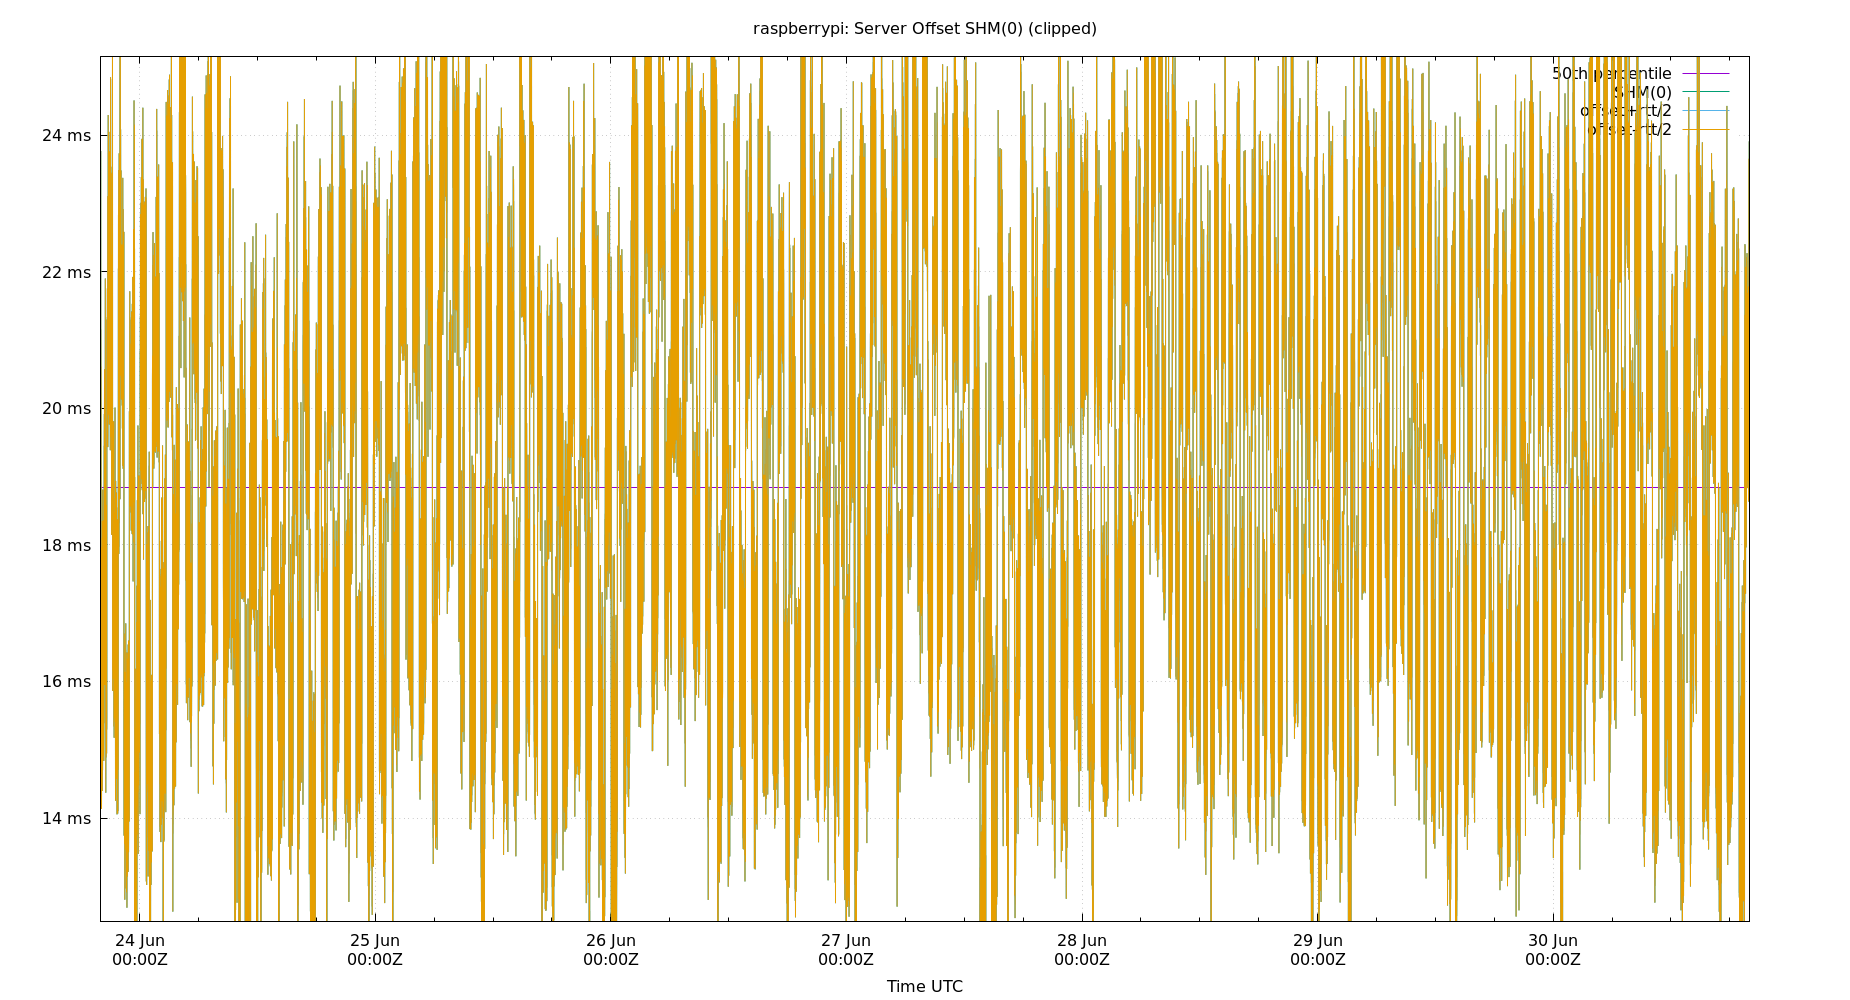 raspberrypi: Server Offset SHM(0) (clipped)
50th percentile
SHM(0)
offset+rtt/2
offset-rtt/2
24 ms
22 ms
20 ms
18 ms
16 ms
14 ms
24 Jun 25 Jun 26 Jun 27 Jun 28 Jun 29 Jun 30 Jun
00:00Z 00:00Z 00:00Z 00:00Z 00:00Z 00:00Z 00:00Z
Time UTC